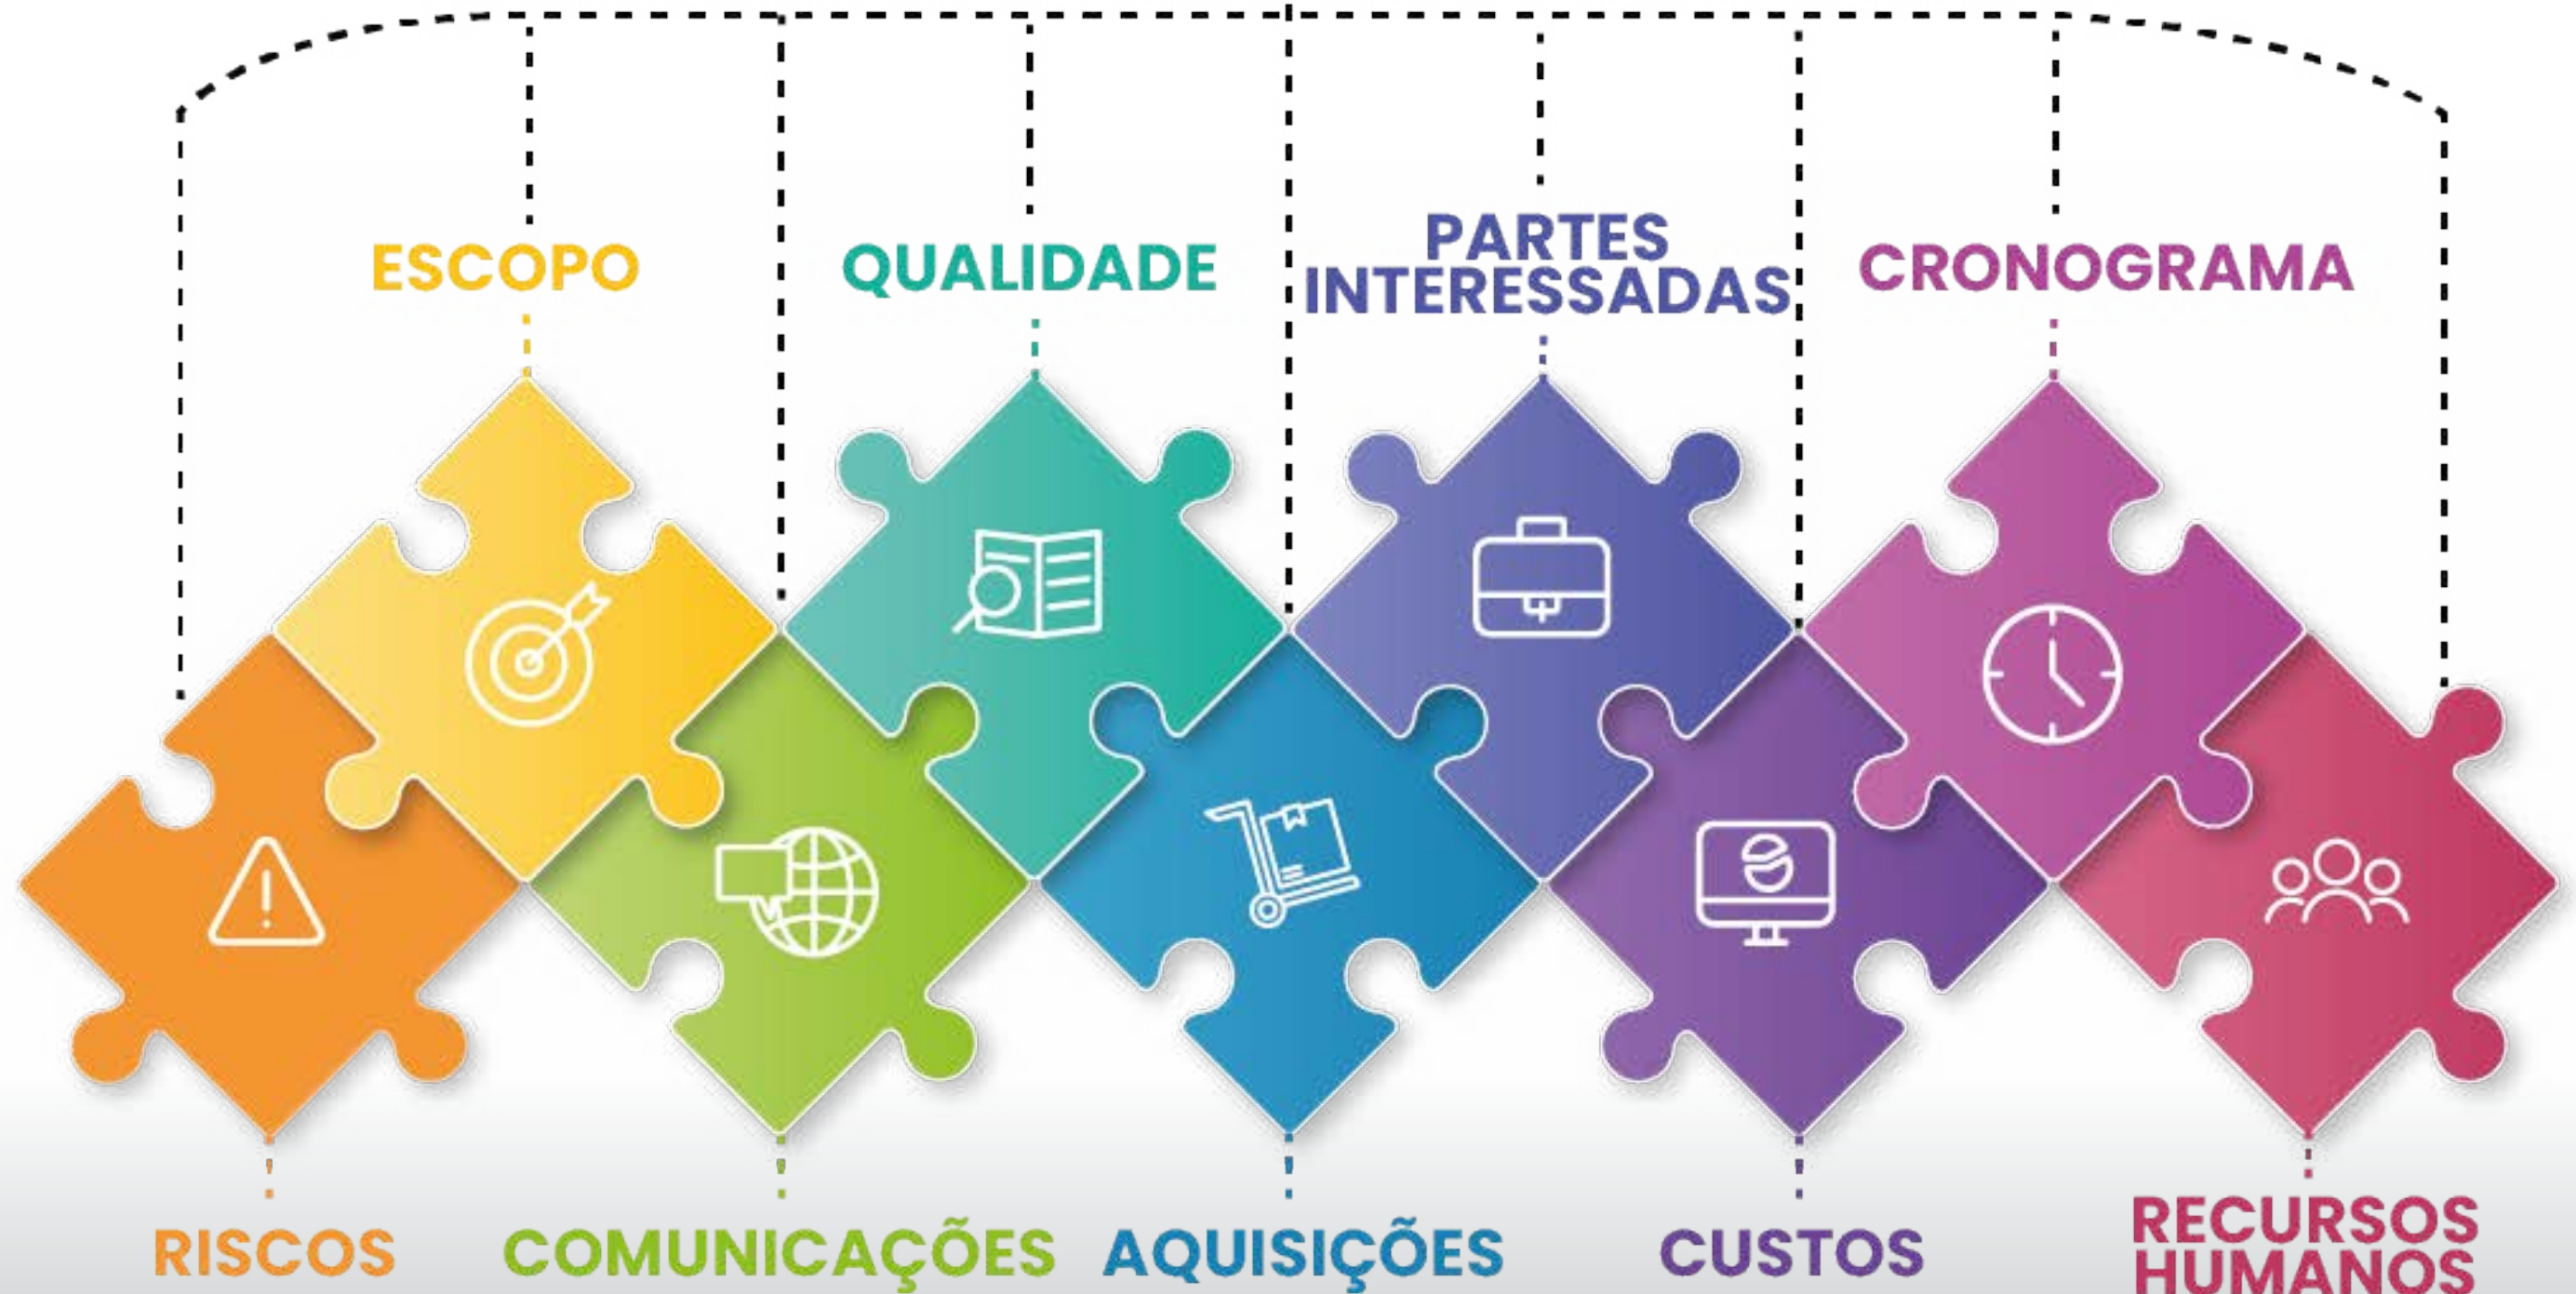 ESCOPO
QUALIDADE
PARTES
INTERESSADAS
CRONOGRAMA
RISCOS
COMUNICAÇÕES
AQUISIÇÕES
CUSTOS
RECURSOS
HUMANOS